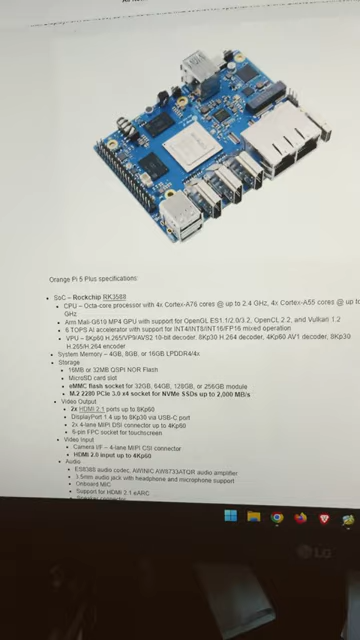 Orange Pi 5 Plus specifications:
SoC – Rockchip RK3588
CPU – Octa-core processor with 4x Cortex-A76 cores @ up to 2.4 GHz, 4x Cortex-A55 cores @ up to
GHz
Arm Mali-G610 MP4 GPU with support for OpenGL ES1.1/2.0/3.2, OpenCL 2.2, and Vulkan 1.2
6 TOPS AI accelerator with support for INT4/INT8/INT16/FP16 mixed operation
VPU – 8Kp60 H.265/VP9/AVS2 10-bit decoder, 8Kp30 H.264 decoder, 4Kp60 AV1 decoder, 8Kp30
H.265/H.264 encoder
System Memory – 4GB, 8GB, or 16GB LPDDR4/4x
Storage
16MB or 32MB QSPI NOR Flash
MicroSD card slot
eMMC flash socket for 32GB, 64GB, 128GB, or 256GB module
M.2 2280 PCIe 3.0 x4 socket for NVMe SSDs up to 2,000 MB/s
Video Output
2x HDMI 2.1 ports up to 8Kp60
DisplayPort 1.4 up to 8Kp30 via USB-C port
2x 4-lane MIPI DSI connector up to 4Kp60
6-pin FPC socket for touchscreen
Video Input
Camera I/F – 4-lane MIPI CSI connector
HDMI 2.0 input up to 4Kp60
Audio
ES8388 audio codec, AWINIC AW8733ATQR audio amplifier
3.5mm audio jack with headphone and microphone support
Onboard MIC
Support for HDMI 2.1 eARC
Speaker connector
LG